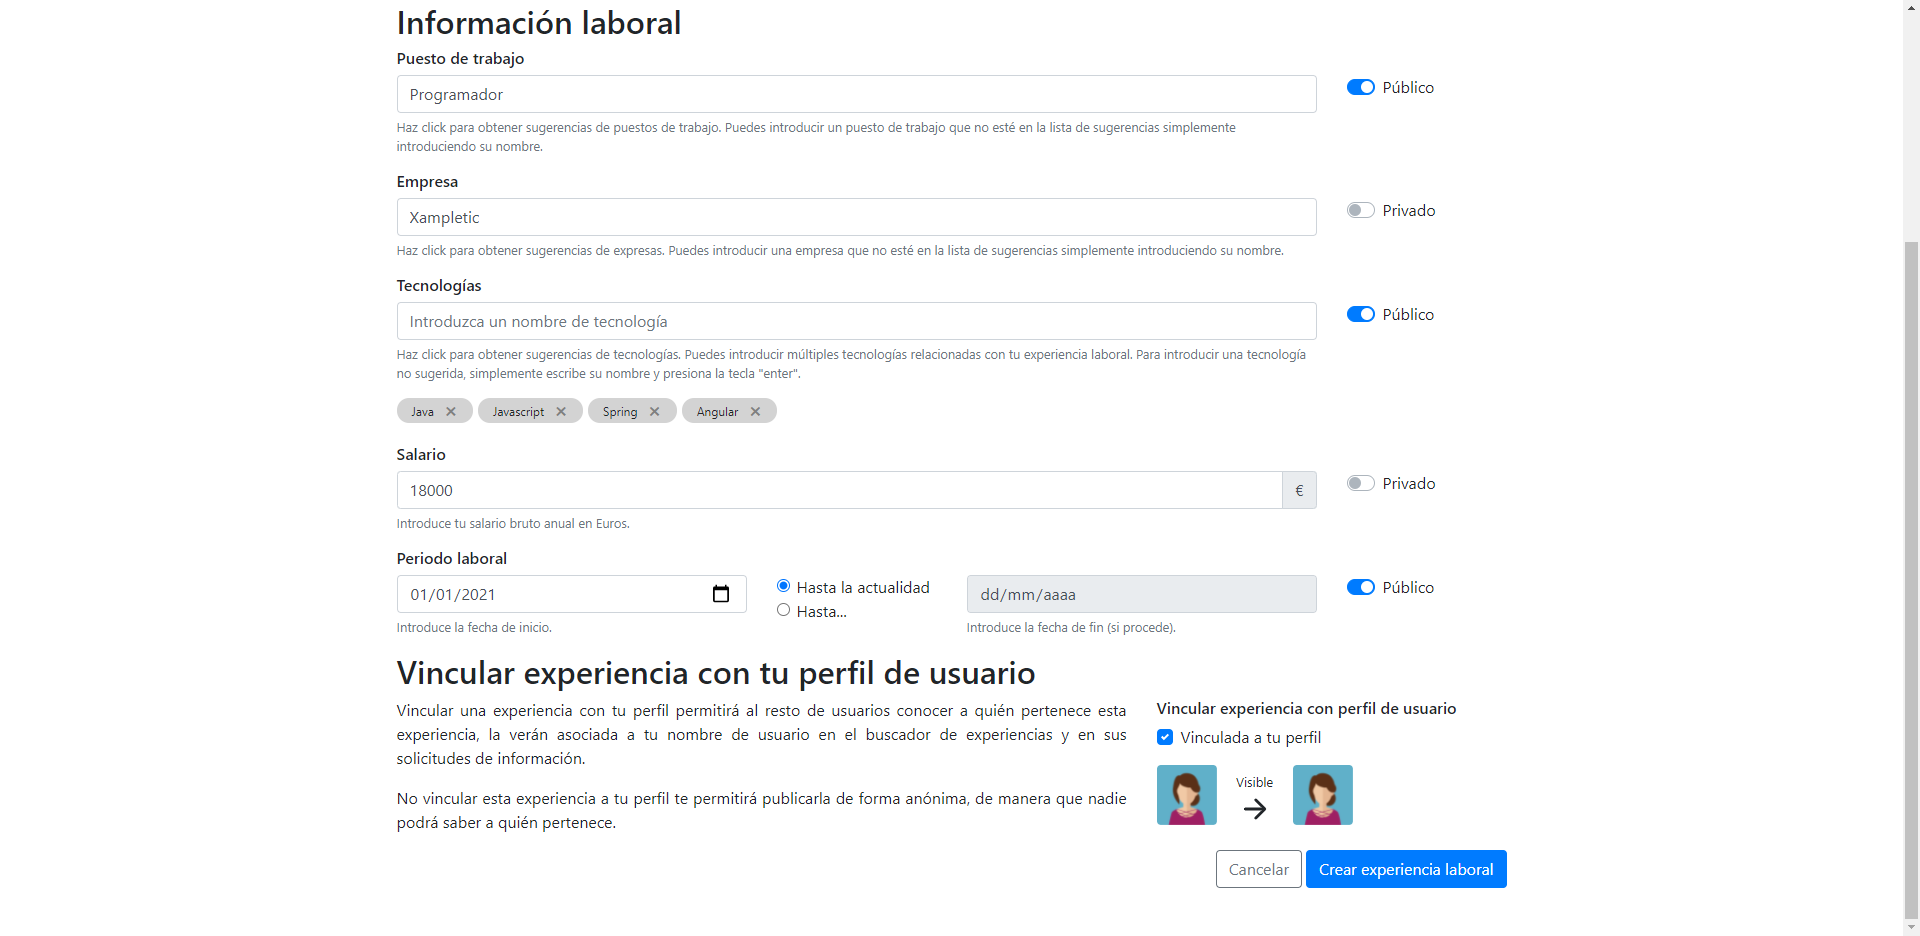 Información laboral
Puesto de trabajo
Programador
Público
Haz click para obtener sugerencias de puestos de trabajo. Puedes introducir un puesto de trabajo que no esté en la lista de sugerencias simplemente
introduciendo su nombre.
Empresa
Xampletic
Privado
Haz click para obtener sugerencias de expresas. Puedes introducir una empresa que no esté en la lista de sugerencias simplemente introduciendo su nombre.
Tecnologías
Introduzca un nombre de tecnología
Público
Haz click para obtener sugerencias de tecnologías. Puedes introducir múltiples tecnologías relacionadas con tu experiencia laboral. Para introducir una tecnología
no sugerida, simplemente escribe su nombre y presiona la tecla "enter".
Java Javascript Spring Angular
Salario
18000 €
Privado
Introduce tu salario bruto anual en Euros.
Periodo laboral
01/01/2021
Hasta la actualidad
Hasta...
dd/mm/aaaa
Público
Introduce la fecha de inicio.
Introduce la fecha de fin (si procede).
Vincular experiencia con tu perfil de usuario
Vincular una experiencia con tu perfil permitirá al resto de usuarios conocer a quién pertenece esta
experiencia, la verán asociada a tu nombre de usuario en el buscador de experiencias y en sus
solicitudes de información.
No vincular esta experiencia a tu perfil te permitirá publicarla de forma anónima, de manera que nadie
podrá saber a quién pertenece.
Vincular experiencia con perfil de usuario
Vinculada a tu perfil
Visible
Cancelar
Crear experiencia laboral